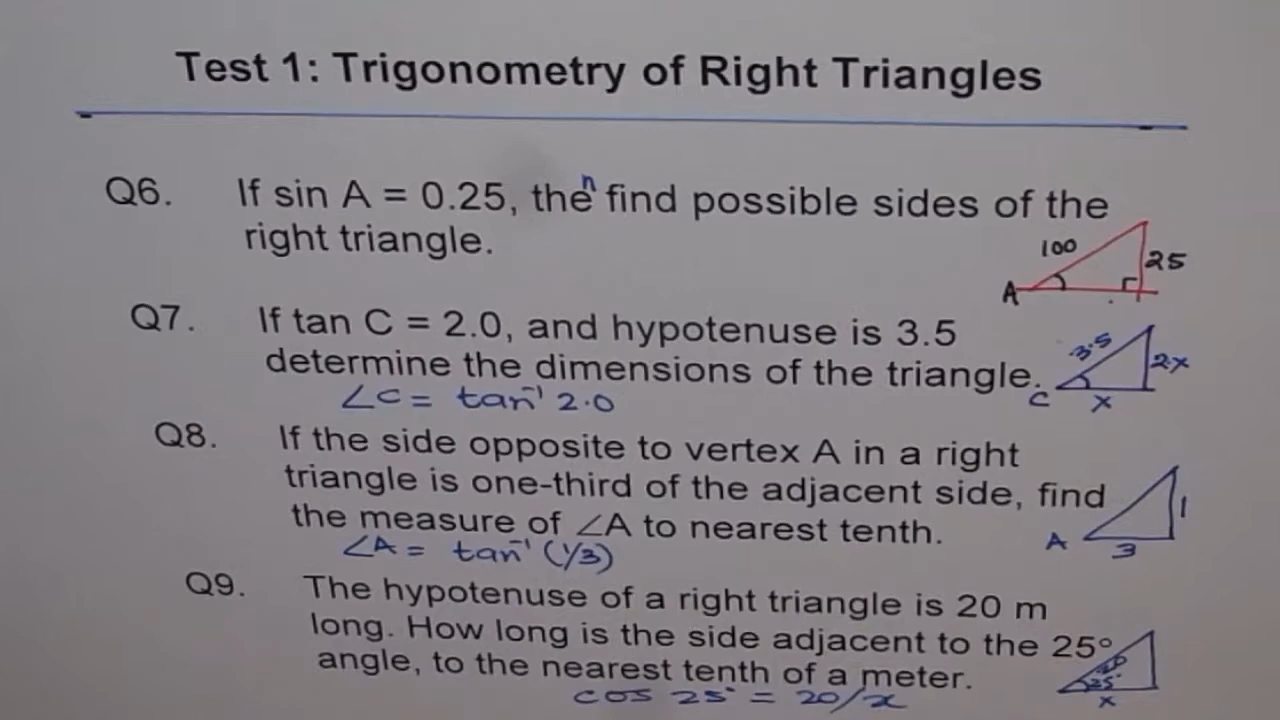 Test 1: Trigonometry of Right Triangles
Q6. If sin A = 0.25, then find possible sides of the
right triangle.
100
25
A
Q7. If tan C = 2.0, and hypotenuse is 3.5
determine the dimensions of the triangle.
3.5
2x
C
x
∠C = tan⁻¹ 2.0
Q8. If the side opposite to vertex A in a right
triangle is one-third of the adjacent side, find
the measure of ∠A to nearest tenth.
1
A
3
∠A = tan⁻¹ (1/3)
Q9. The hypotenuse of a right triangle is 20 m
long. How long is the side adjacent to the 25°
angle, to the nearest tenth of a meter.
20
25°
x
cos 25° = 20/x